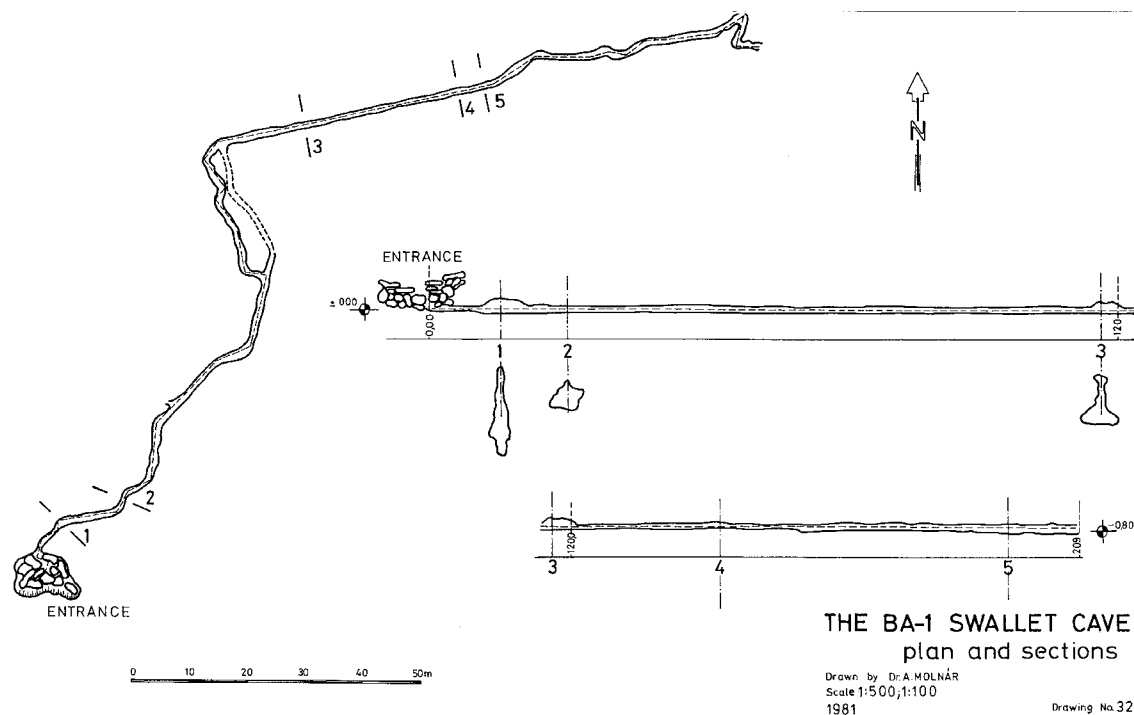 4
5
3
N
ENTRANCE
± 000
0,00
1
2
3
120
2
1
ENTRANCE
3
120,0
4
5
209
-0,80
0 10 20 30 40 50m
THE BA-1 SWALLET CAVE
plan and sections
Drawn by Dr.A.MOLNÁR
Scale 1:500;1:100
1981
Drawing No.32